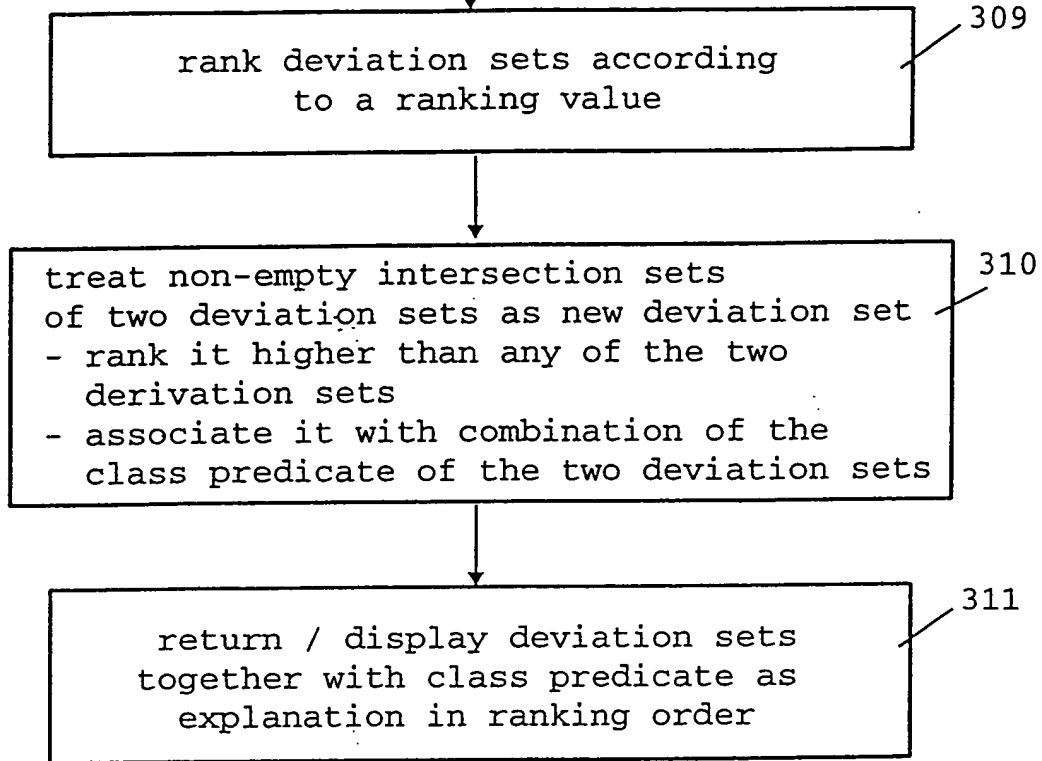 309
rank deviation sets according
to a ranking value
310
treat non-empty intersection sets
of two deviation sets as new deviation set
- rank it higher than any of the two
derivation sets
- associate it with combination of the
class predicate of the two deviation sets
311
return / display deviation sets
together with class predicate as
explanation in ranking order